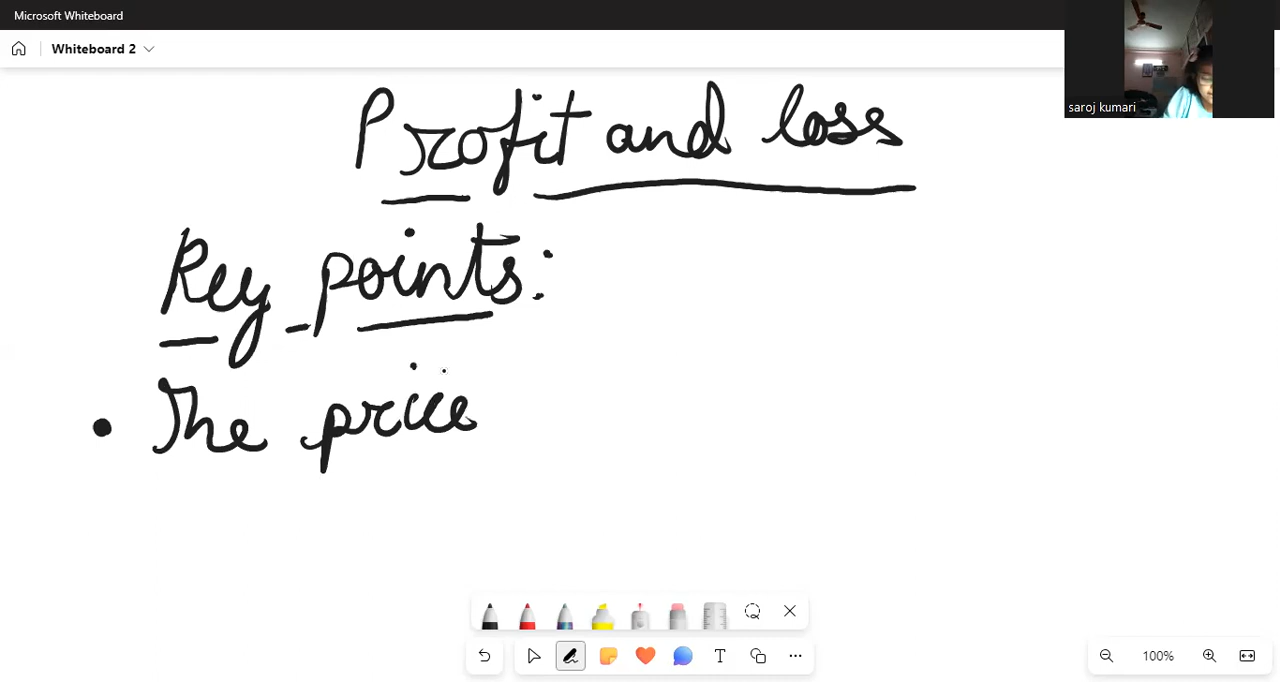 Microsoft Whiteboard
Whiteboard 2
saroj kumari
Profit and loss
Key points:
• The price
100%